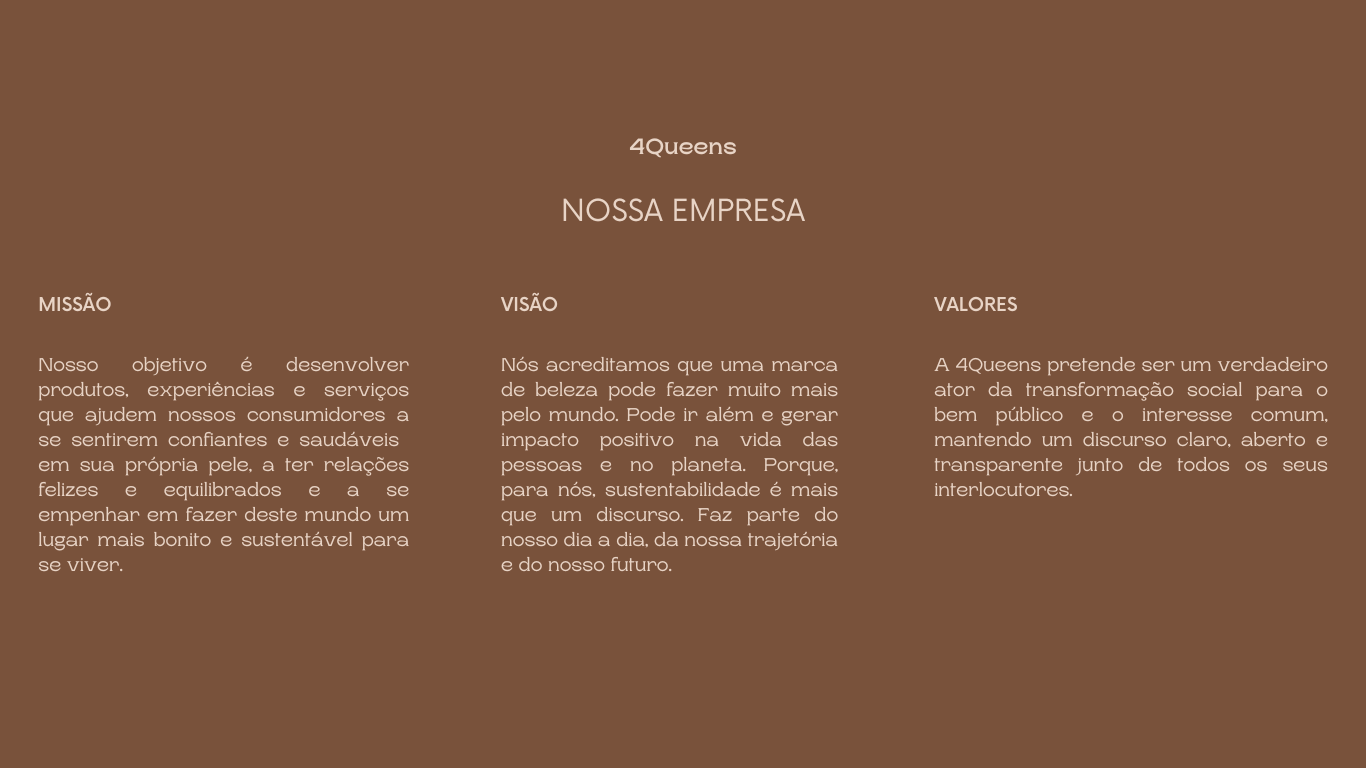 4Queens
NOSSA EMPRESA
MISSÃO
Nosso objetivo é desenvolver
produtos, experiências e serviços
que ajudem nossos consumidores a
se sentirem confiantes e saudáveis
em sua própria pele, a ter relações
felizes e equilibrados e a se
empenhar em fazer deste mundo um
lugar mais bonito e sustentável para
se viver.
VISÃO
Nós acreditamos que uma marca
de beleza pode fazer muito mais
pelo mundo. Pode ir além e gerar
impacto positivo na vida das
pessoas e no planeta. Porque,
para nós, sustentabilidade é mais
que um discurso. Faz parte do
nosso dia a dia, da nossa trajetória
e do nosso futuro.
VALORES
A 4Queens pretende ser um verdadeiro
ator da transformação social para o
bem público e o interesse comum,
mantendo um discurso claro, aberto e
transparente junto de todos os seus
interlocutores.